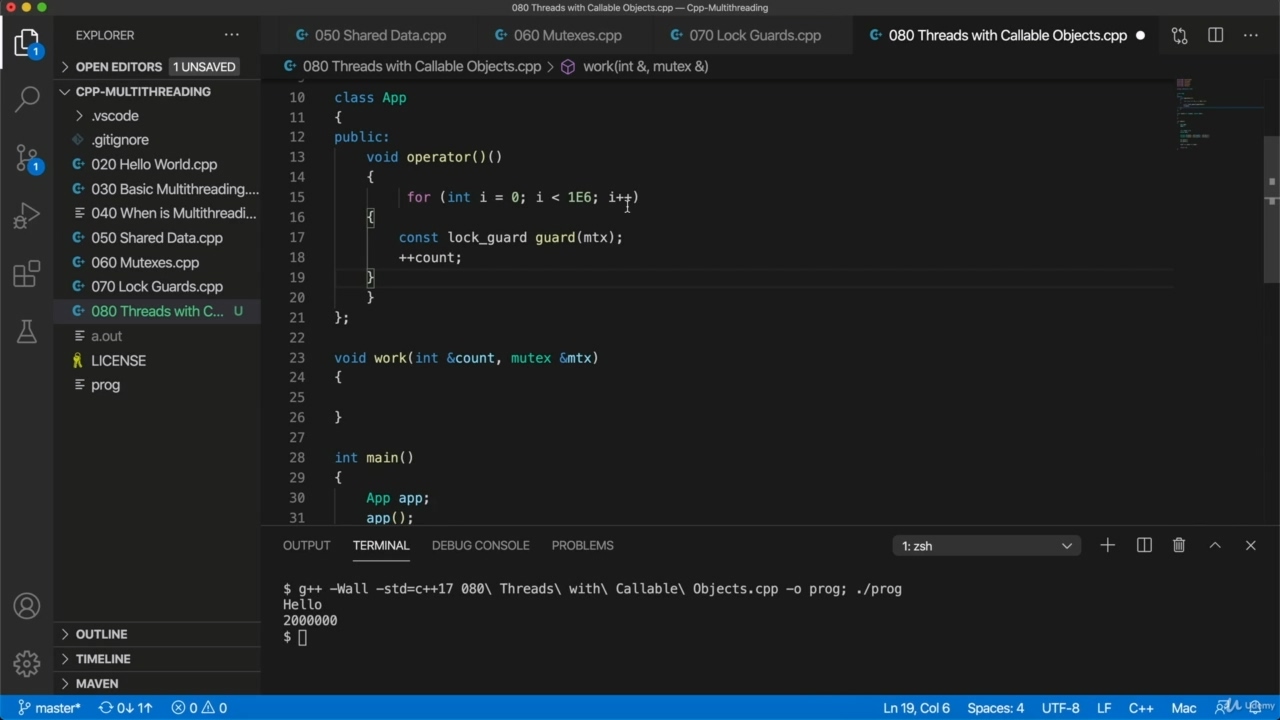 080 Threads with Callable Objects.cpp — Cpp-Multithreading
EXPLORER
050 Shared Data.cpp
060 Mutexes.cpp
070 Lock Guards.cpp
080 Threads with Callable Objects.cpp
OPEN EDITORS 1 UNSAVED
080 Threads with Callable Objects.cpp > work(int &, mutex &)
CPP-MULTITHREADING
.vscode
.gitignore
020 Hello World.cpp
030 Basic Multithreading....
040 When is Multithreadi...
050 Shared Data.cpp
060 Mutexes.cpp
070 Lock Guards.cpp
080 Threads with C... U
a.out
LICENSE
prog
OUTLINE
TIMELINE
MAVEN
1
1
10 class App
11 {
12 public:
13 void operator()()
14 {
15 for (int i = 0; i < 1E6; i++)
16 {
17 const lock_guard guard(mtx);
18 ++count;
19 }
20 }
21 };
22
23 void work(int &count, mutex &mtx)
24 {
25
26 }
27
28 int main()
29 {
30 App app;
31 app();
OUTPUT TERMINAL DEBUG CONSOLE PROBLEMS
1: zsh
$ g++ -Wall -std=c++17 080\ Threads\ with\ Callable\ Objects.cpp -o prog; ./prog
Hello
2000000
$
master* 0↓ 1↑ 0 0
Ln 19, Col 6 Spaces: 4 UTF-8 LF C++ Mac
Udemy